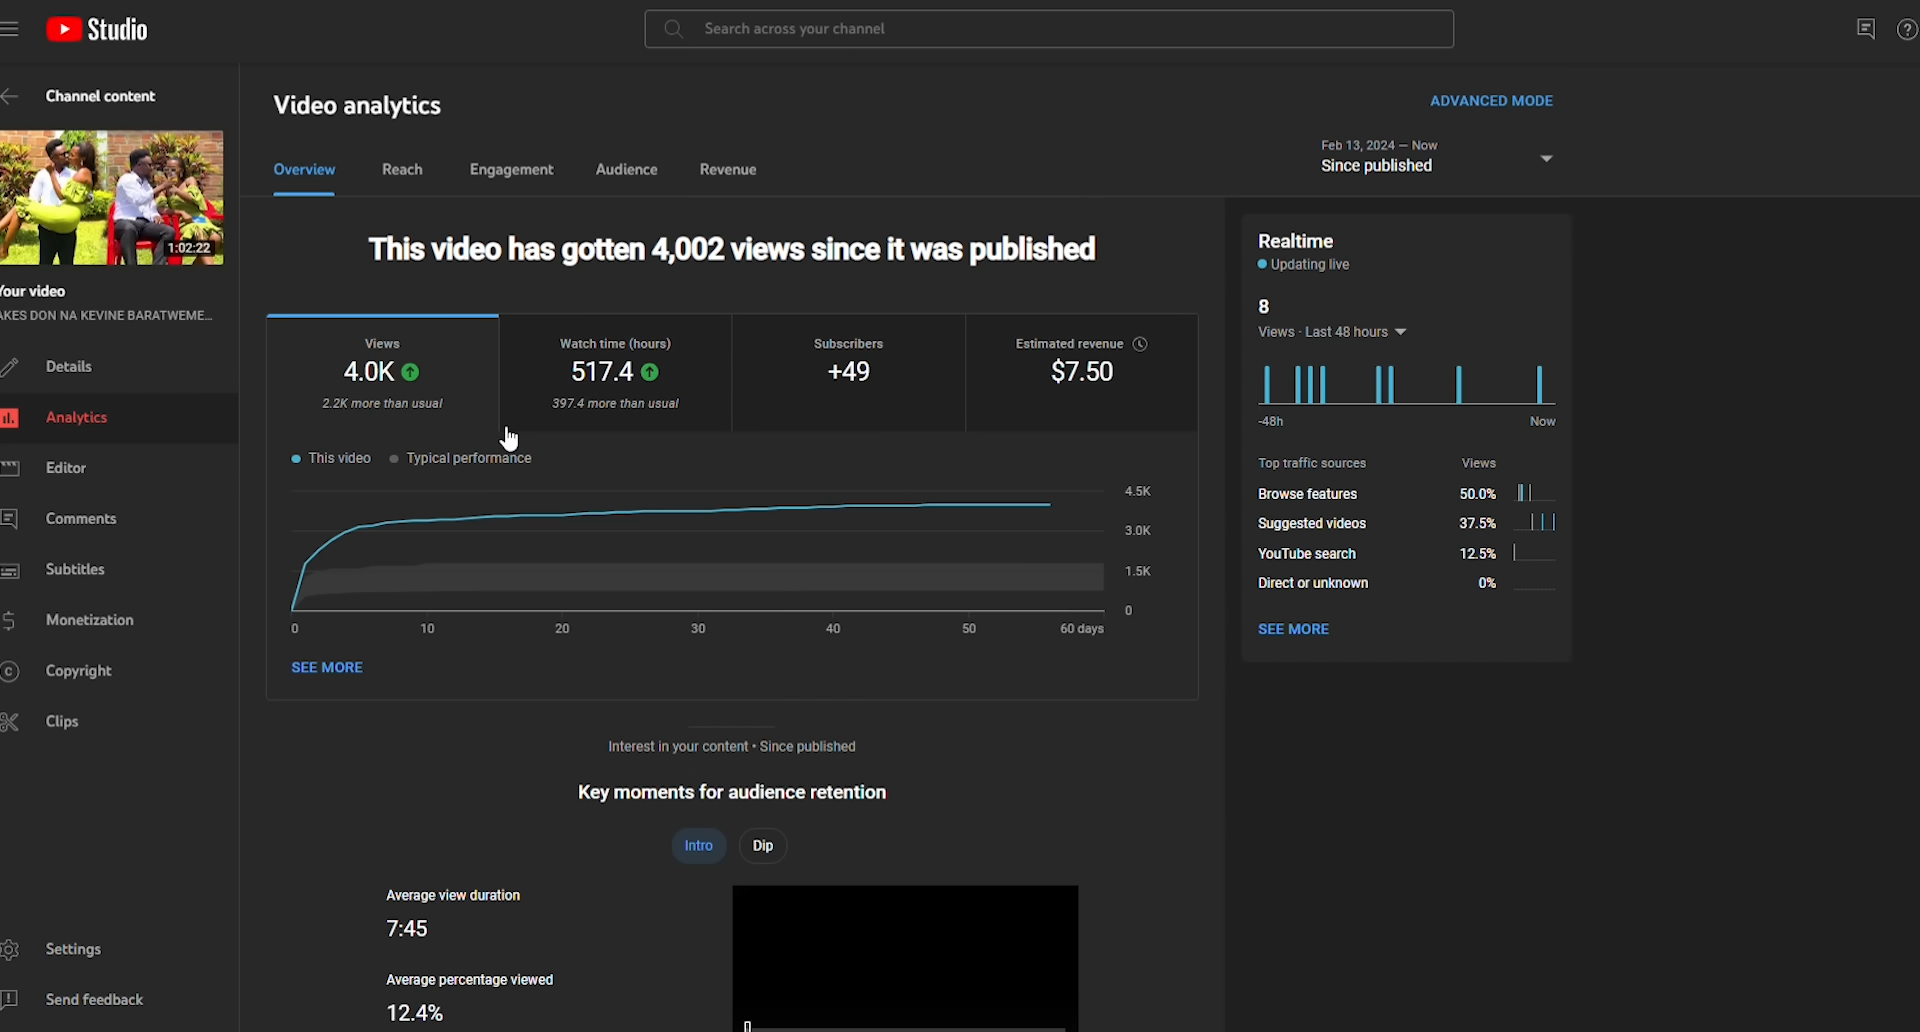 Studio
Search across your channel
Channel content
Video analytics
ADVANCED MODE
Feb 13, 2024 – Now
Since published
Overview
Reach
Engagement
Audience
Revenue
1:02:22
Your video
AKES DON NA KEVINE BARATWEME...
Details
Analytics
Editor
Comments
Subtitles
Monetization
Copyright
Clips
Settings
Send feedback
This video has gotten 4,002 views since it was published
Views
4.0K
2.2K more than usual
Watch time (hours)
517.4
397.4 more than usual
Subscribers
+49
Estimated revenue
$7.50
This video
Typical performance
4.5K
3.0K
1.5K
0
0 10 20 30 40 50 60 days
SEE MORE
Interest in your content • Since published
Key moments for audience retention
Intro
Dip
Average view duration
7:45
Average percentage viewed
12.4%
Realtime
Updating live
8
Views · Last 48 hours
-48h
Now
Top traffic sources Views
Browse features 50.0%
Suggested videos 37.5%
YouTube search 12.5%
Direct or unknown 0%
SEE MORE